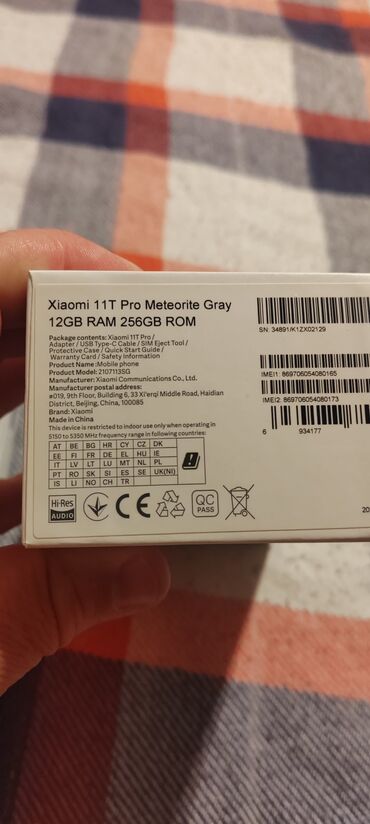 Xiaomi 11T Pro Meteorite Gray
12GB RAM 256GB ROM
Package contents: Xiaomi 11T Pro /
Adapter / USB Type-C Cable / SIM Eject Tool /
Protective Case / Quick Start Guide /
Warranty Card / Safety Information
Product Name: Mobile phone
Product Model: 2107113SG
Manufacturer: Xiaomi Communications Co., Ltd.
Manufacturer postal address:
#019, 9th Floor, Building 6, 33 Xi'erqi Middle Road, Haidian
District, Beijing, China, 100085
Brand: Xiaomi
Made in China
This device is restricted to indoor use only when operating in
5150 to 5350 MHz frequency range in following countries:
AT BE BG HR CY CZ DK
EE FI FR DE EL HU IE
IT LV LT LU MT NL PL
PT RO SK SI ES SE UK(NI)
IS LI NO CH TR
Hi-Res
AUDIO
CE
QC
PASS
SN: 34891/K1ZX02129
IMEI1: 869706054080165
IMEI2: 869706054080173
6 934177
20